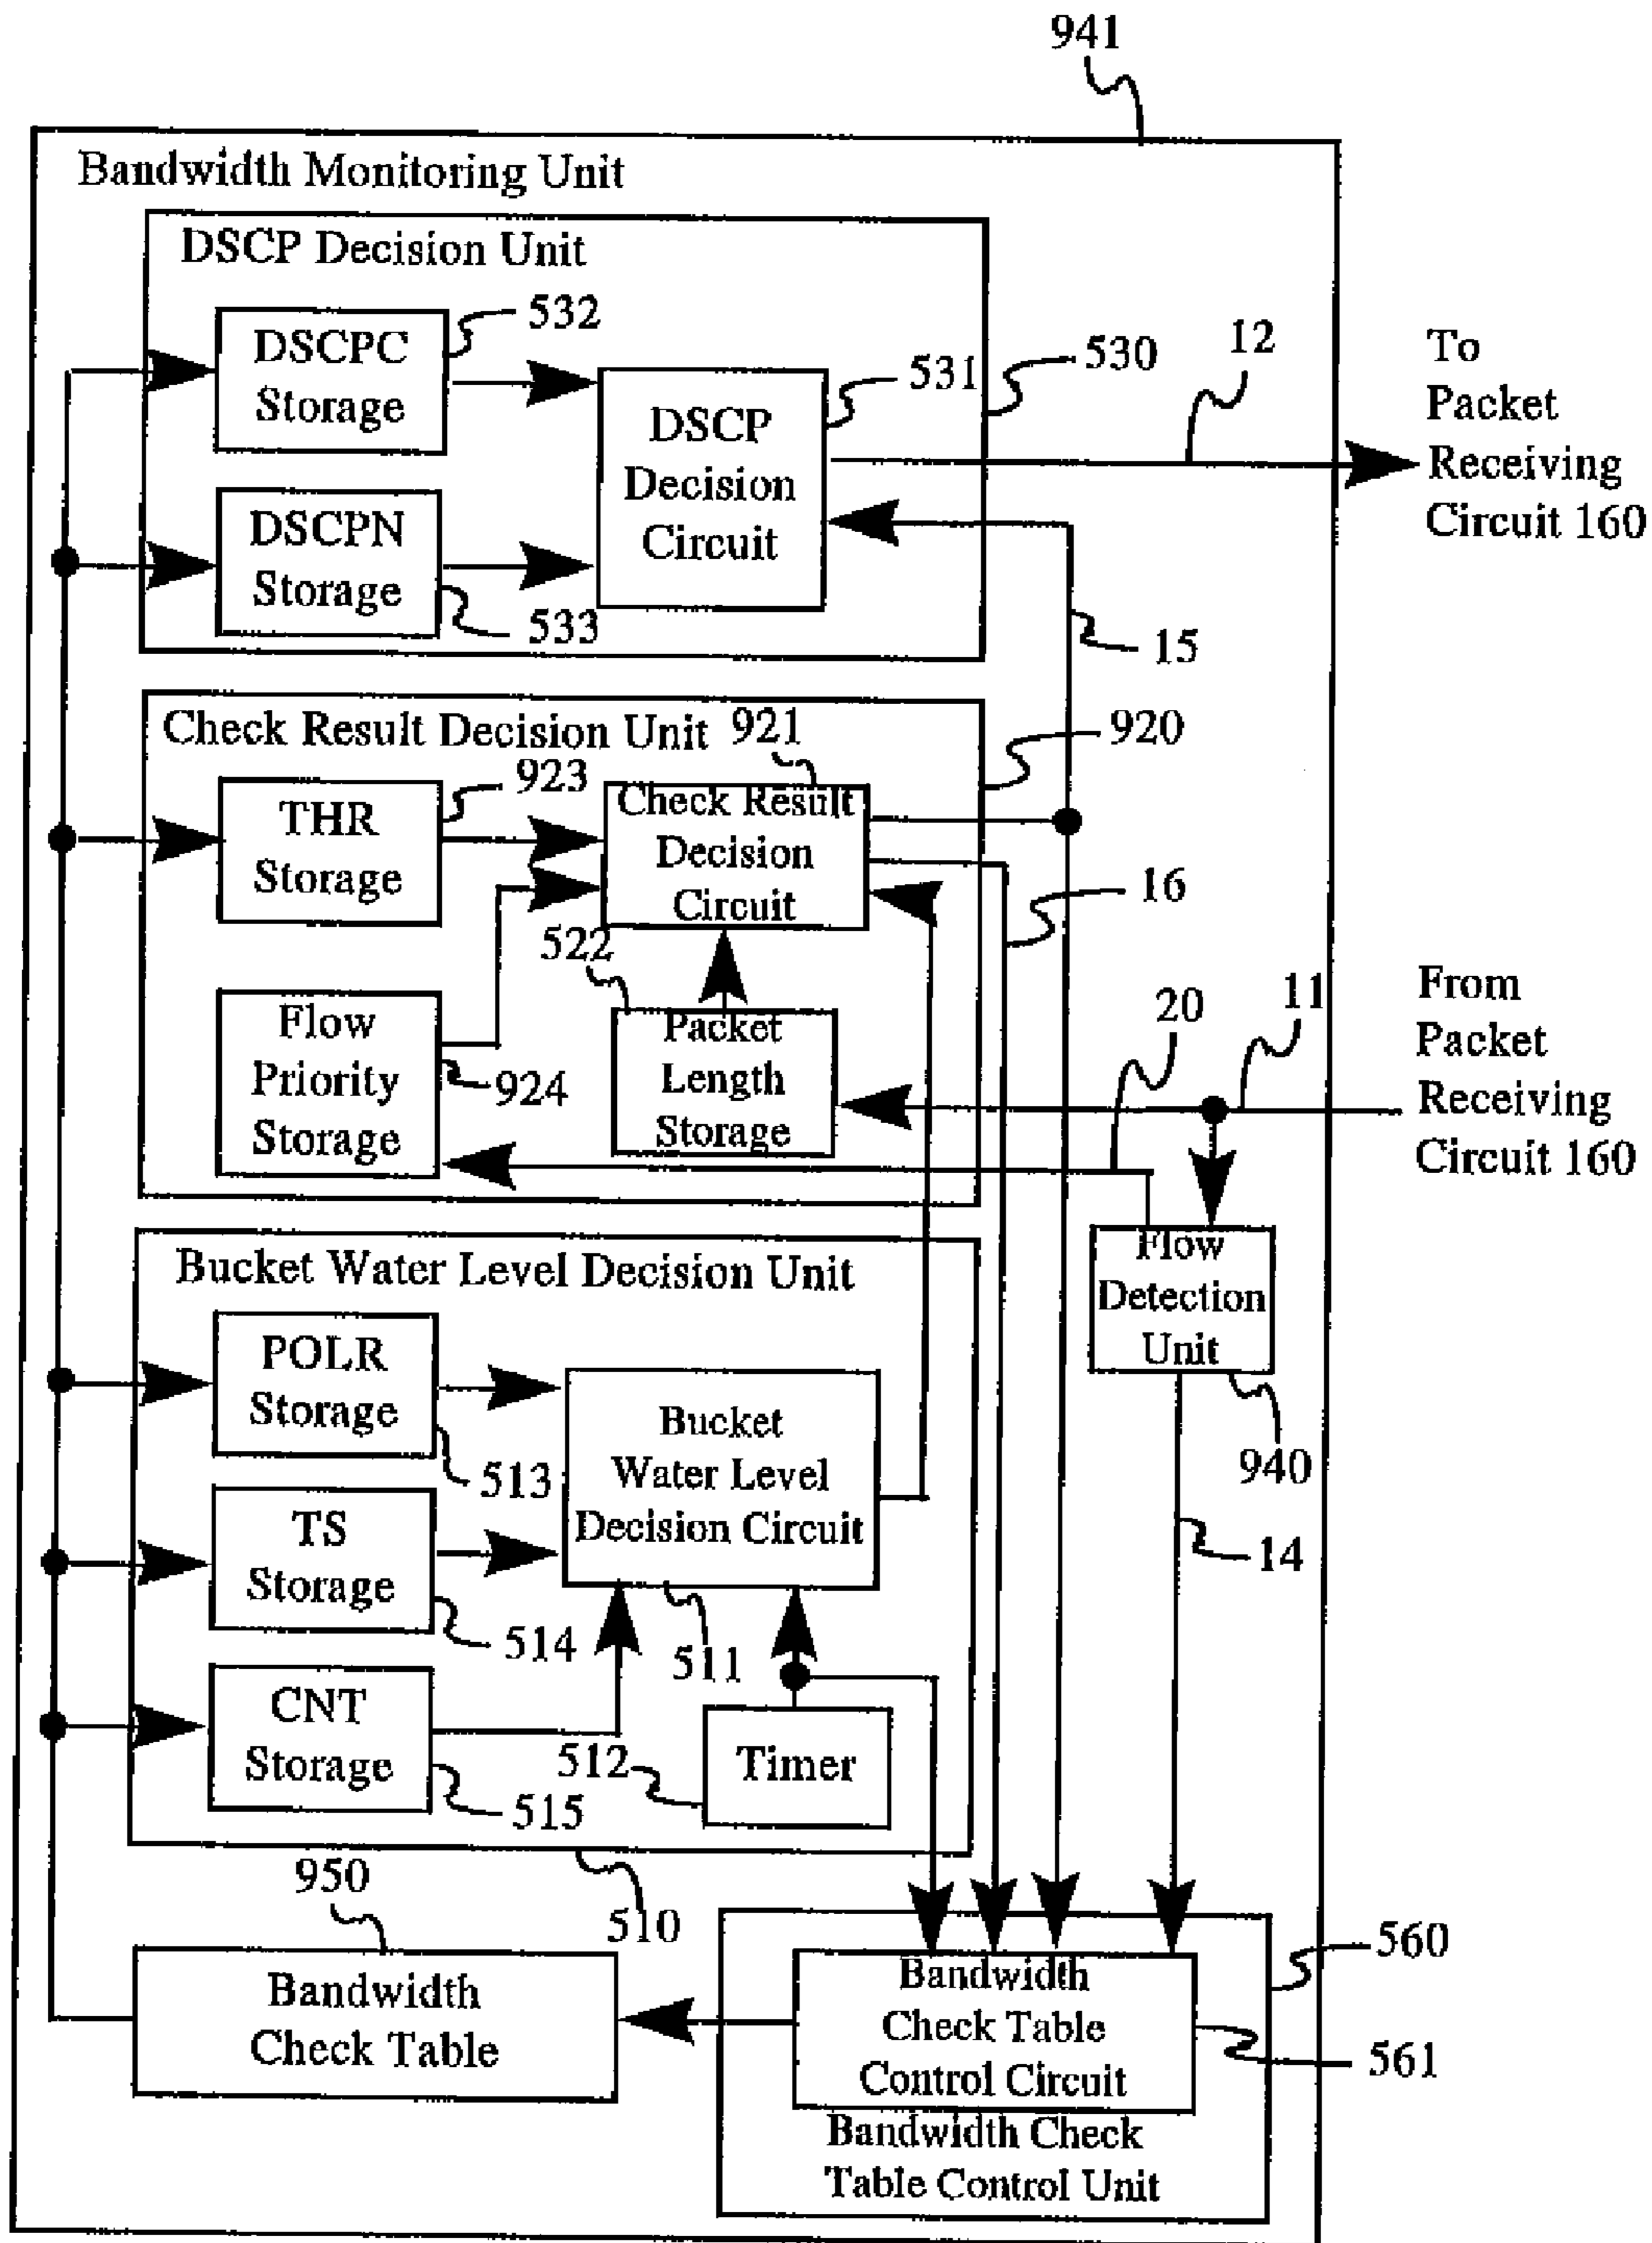 941
Bandwidth Monitoring Unit
DSCP Decision Unit
DSCPC
Storage
532
DSCPN
Storage
533
DSCP
Decision
Circuit
531
530
12
To
Packet
Receiving
Circuit 160
15
Check Result Decision Unit
921
920
THR
Storage
923
Check Result
Decision
Circuit
16
522
Flow
Priority
Storage
924
Packet
Length
Storage
20
11
From
Packet
Receiving
Circuit 160
Flow
Detection
Unit
940
14
Bucket Water Level Decision Unit
POLR
Storage
513
TS
Storage
514
CNT
Storage
515
Bucket
Water Level
Decision Circuit
511
512
Timer
510
950
Bandwidth
Check Table
Bandwidth
Check Table
Control Circuit
560
561
Bandwidth Check
Table Control Unit